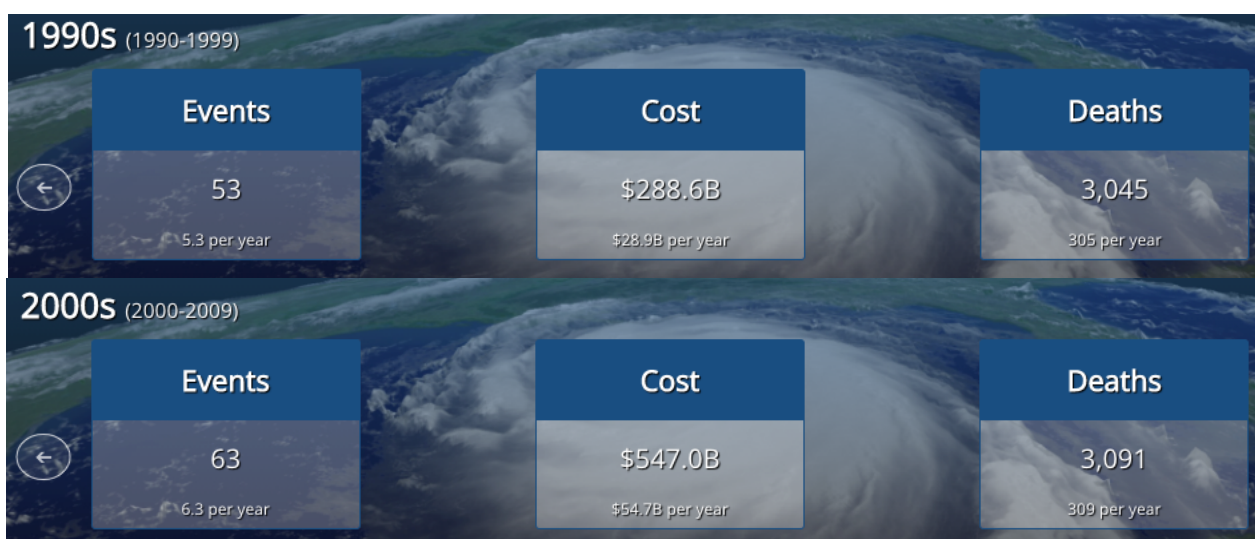 1990s (1990-1999)
Events Cost Deaths
53 $288.6B 3,045
5.3 per year $28.9B per year 305 per year
2000s (2000-2009)
Events Cost Deaths
63 $547.0B 3,091
6.3 per year $54.7B per year 309 per year